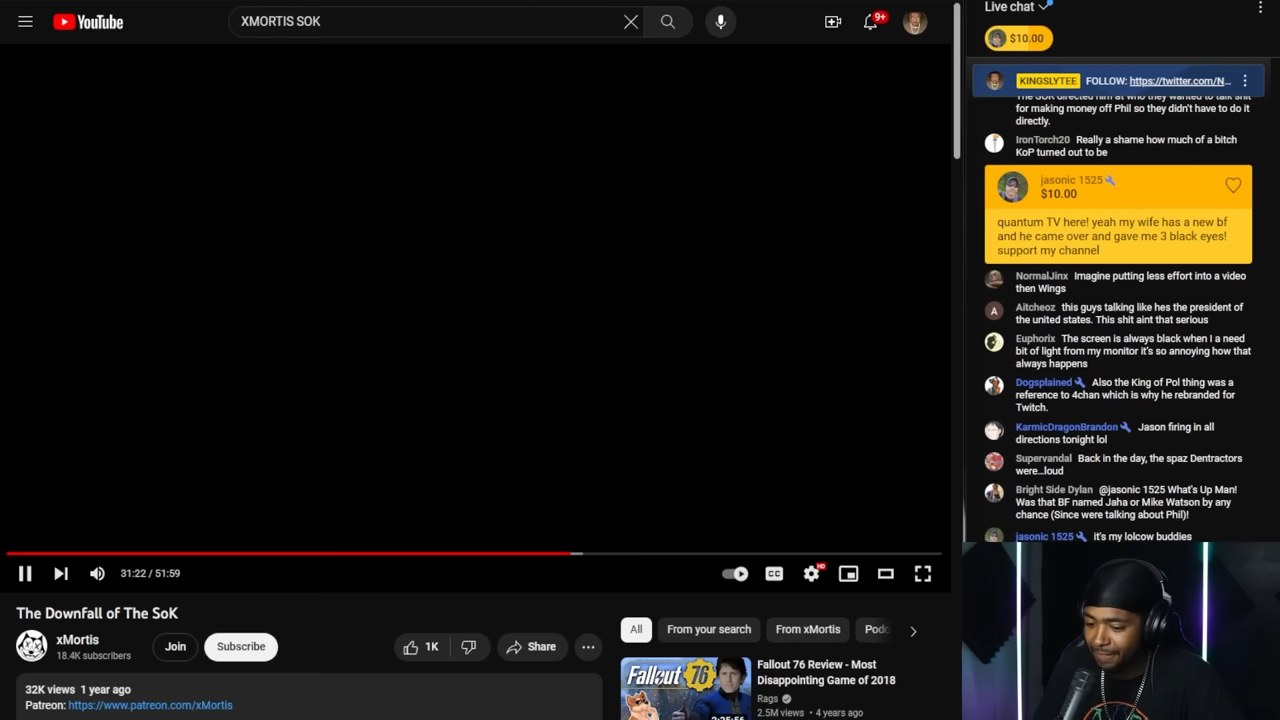 YouTube
XMORTIS SOK
9+
31:22 / 51:59
CC
HD
The Downfall of The SoK
xMortis
18.4K subscribers
Join
Subscribe
1K
Share
32K views 1 year ago
Patreon: https://www.patreon.com/xMortis
All
From your search
From xMortis
Podc
Fallout 76
Fallout 76 Review - Most
Disappointing Game of 2018
Rags
2.5M views • 4 years ago
2:25:56
Live chat
$10.00
KINGSLYTEE FOLLOW: https://twitter.com/N...
The SOK directed him at who they wanted to talk shit
for making money off Phil so they didn't have to do it
directly.
IronTorch20 Really a shame how much of a bitch
KoP turned out to be
jasonic 1525
$10.00
quantum TV here! yeah my wife has a new bf
and he came over and gave me 3 black eyes!
support my channel
NormalJinx Imagine putting less effort into a video
then Wings
A
Aitcheoz this guys talking like hes the president of
the united states. This shit aint that serious
Euphorix The screen is always black when I a need
bit of light from my monitor it's so annoying how that
always happens
Dogsplained Also the King of Pol thing was a
reference to 4chan which is why he rebranded for
Twitch.
KarmicDragonBrandon Jason firing in all
directions tonight lol
Supervandal Back in the day, the spaz Dentractors
were...loud
Bright Side Dylan @jasonic 1525 What's Up Man!
Was that BF named Jaha or Mike Watson by any
chance (Since were talking about Phil)!
jasonic 1525 it's my lolcow buddies